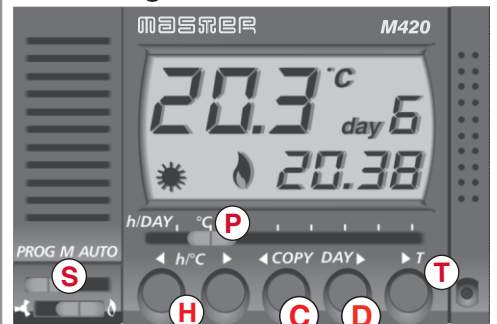 master M420
20.3 °C
day 6
20.38
h/DAY °C P
PROG M AUTO
◄ h/°C ► ◄ COPY DAY ► ► T
S
T
H C D